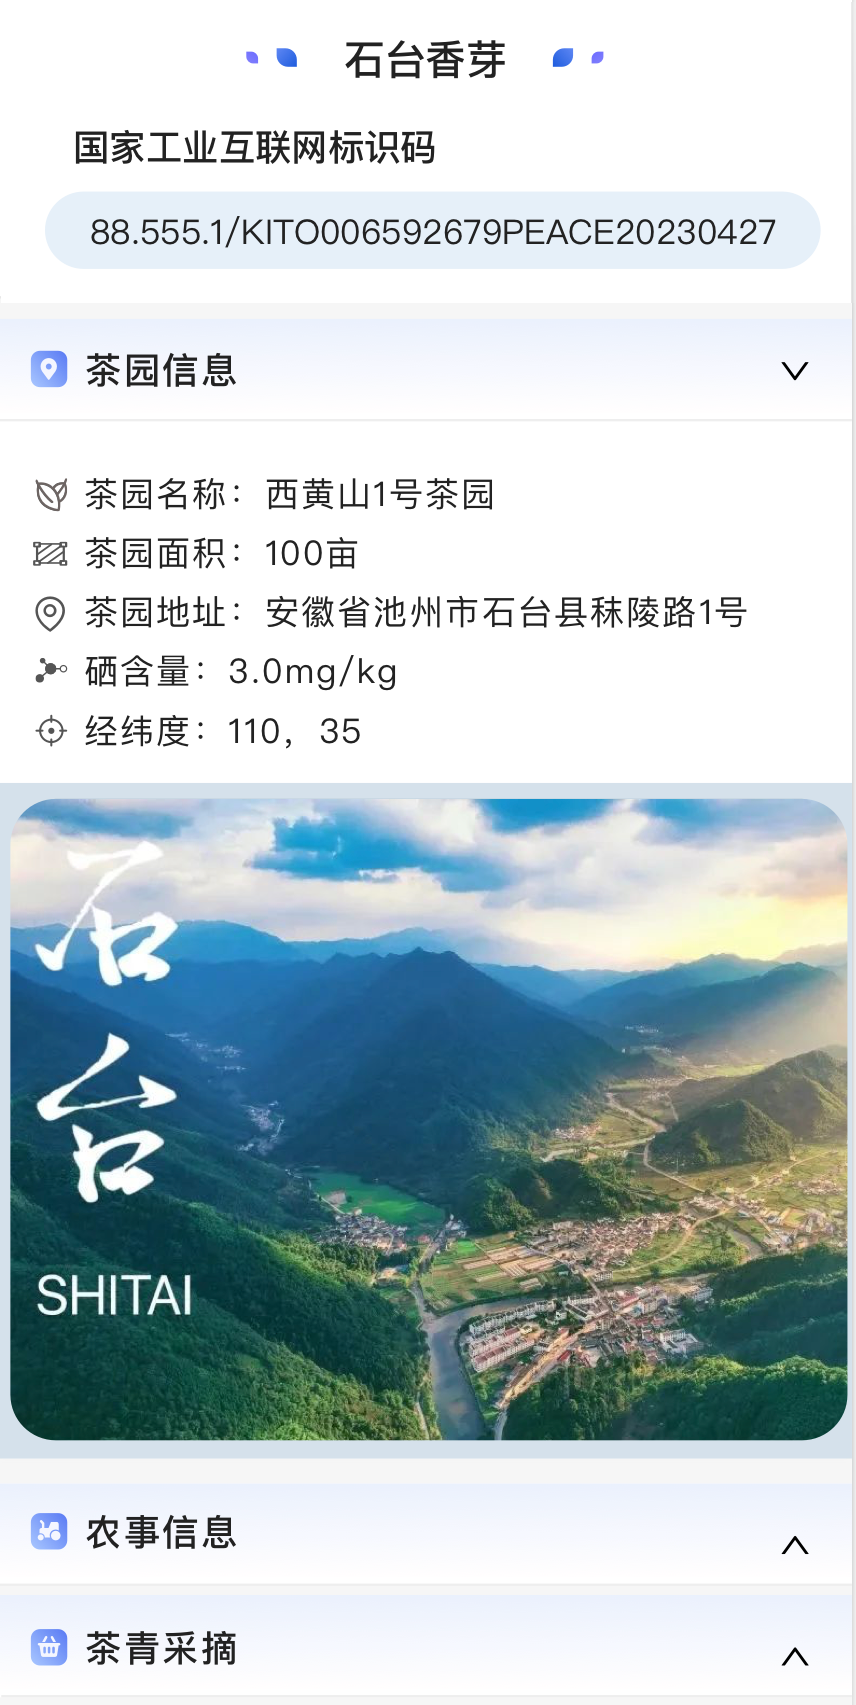 石台香芽
国家工业互联网标识码
88.555.1/KITO006592679PEACE20230427
茶园信息
茶园名称：西黄山1号茶园
茶园面积：100亩
茶园地址：安徽省池州市石台县秣陵路1号
硒含量：3.0mg/kg
经纬度：110，35
石台
SHITAI
农事信息
茶青采摘